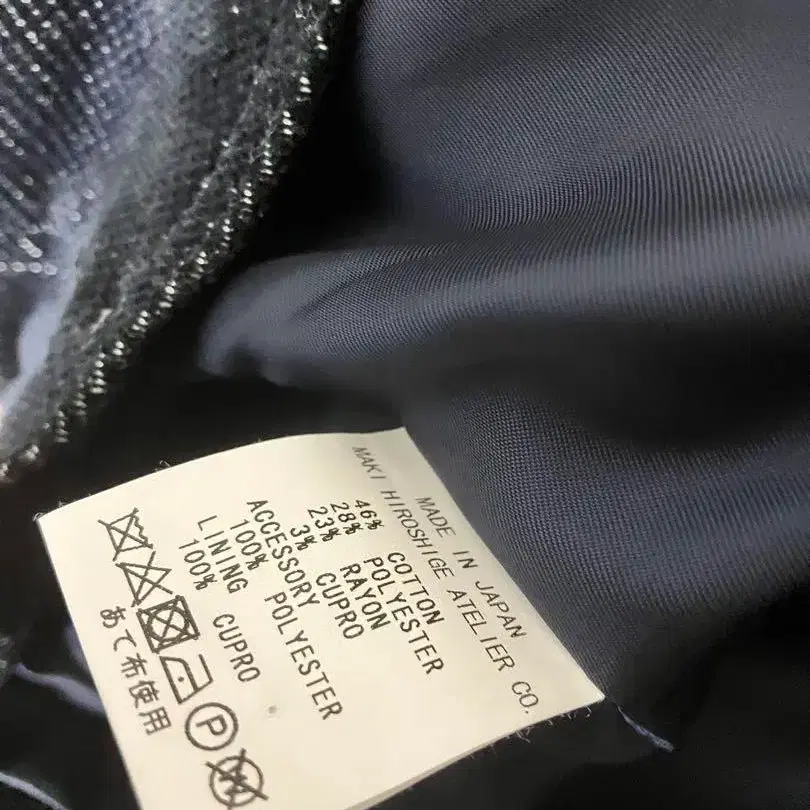 MADE IN JAPAN
MAKI HIROSHIGE ATELIER CO.
46% COTTON
28% POLYESTER
23% RAYON
3% CUPRO
ACCESSORY
100% POLYESTER
LINING
100% CUPRO
P
あて布使用